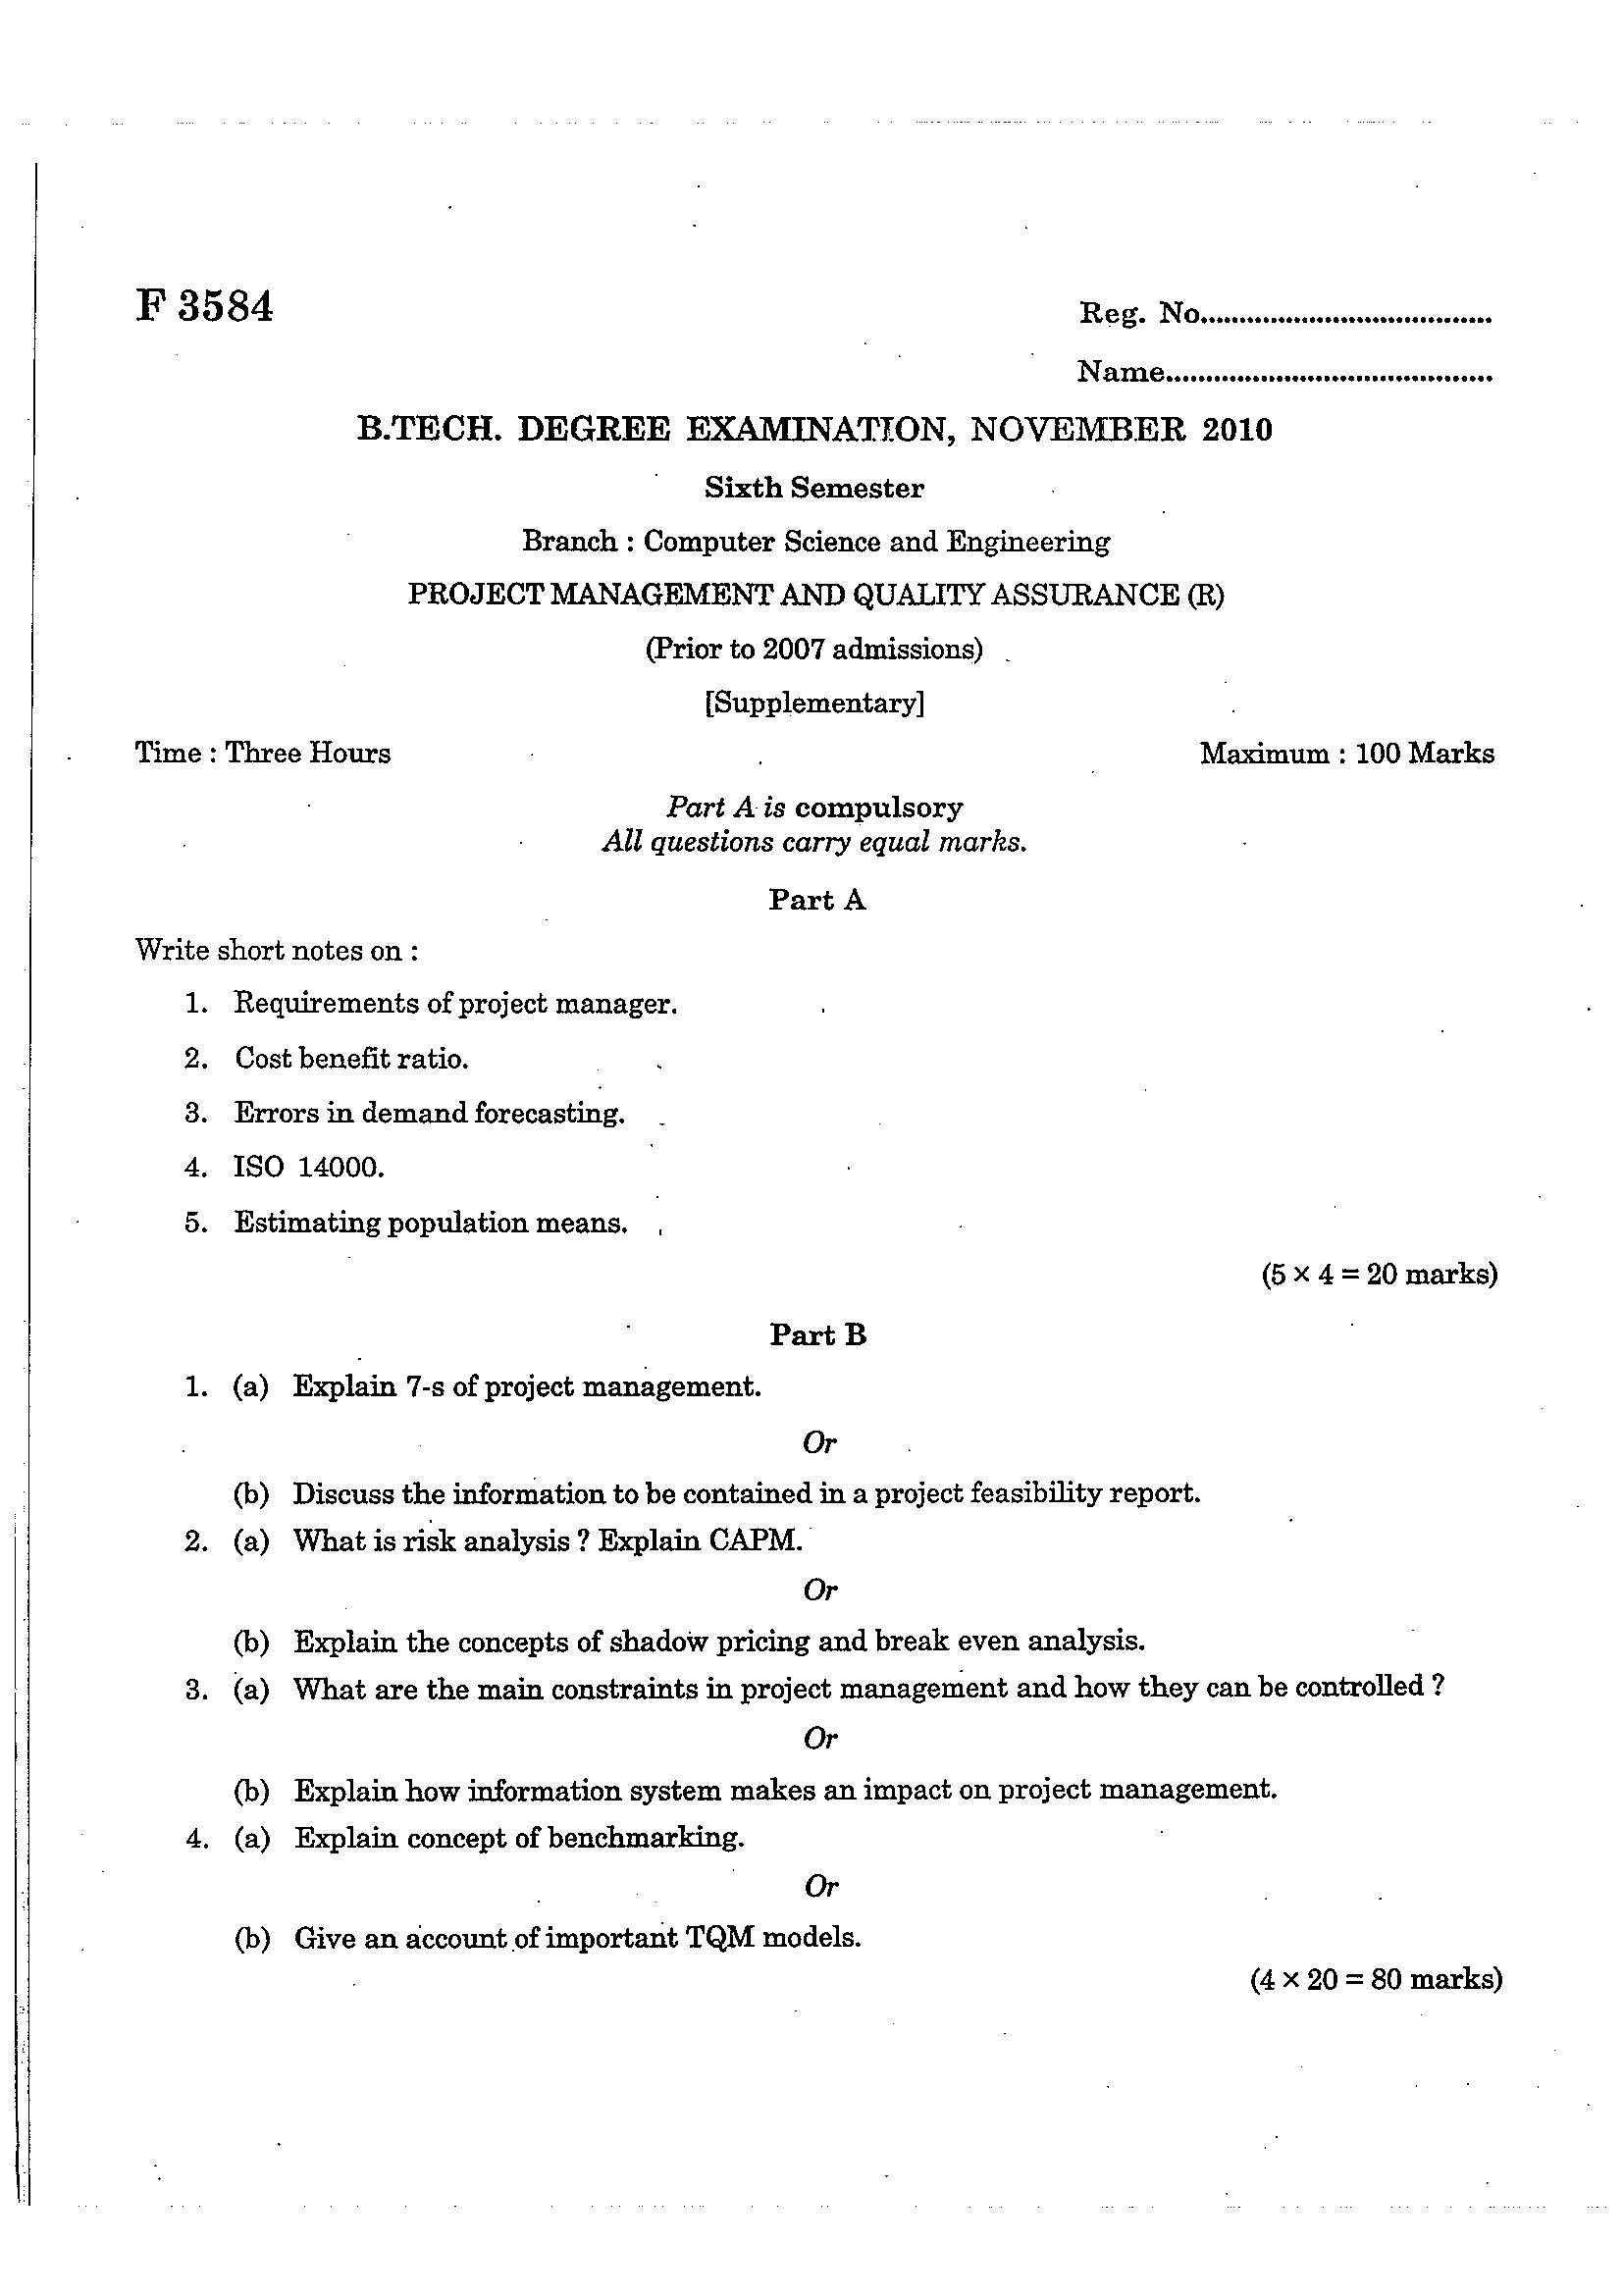 F 3584
Reg. No.....................................
Name.........................................
B.TECH. DEGREE EXAMINATION, NOVEMBER 2010
Sixth Semester
Branch : Computer Science and Engineering
PROJECT MANAGEMENT AND QUALITY ASSURANCE (R)
(Prior to 2007 admissions)
[Supplementary]
Time : Three Hours
Maximum : 100 Marks
Part A is compulsory
All questions carry equal marks.
Part A
Write short notes on :
1. Requirements of project manager.
2. Cost benefit ratio.
3. Errors in demand forecasting.
4. ISO 14000.
5. Estimating population means.
(5 × 4 = 20 marks)
Part B
1. (a) Explain 7-s of project management.
Or
(b) Discuss the information to be contained in a project feasibility report.
2. (a) What is risk analysis ? Explain CAPM.
Or
(b) Explain the concepts of shadow pricing and break even analysis.
3. (a) What are the main constraints in project management and how they can be controlled ?
Or
(b) Explain how information system makes an impact on project management.
4. (a) Explain concept of benchmarking.
Or
(b) Give an account of important TQM models.
(4 × 20 = 80 marks)